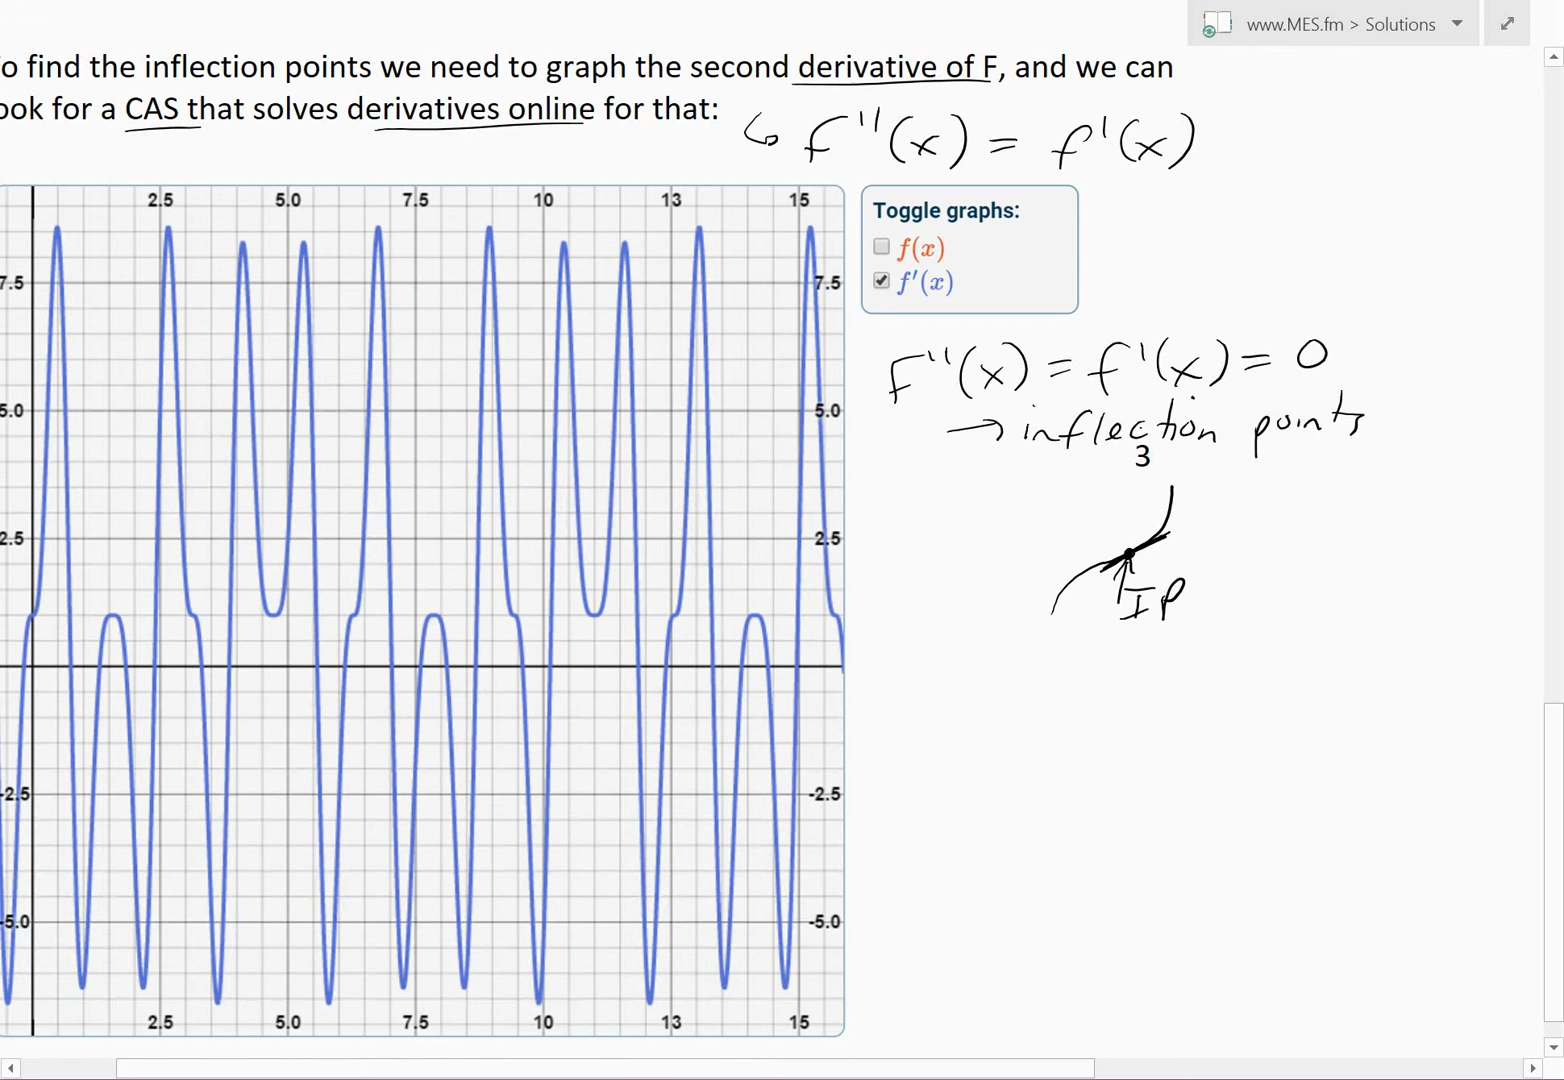 www.MES.fm > Solutions
o find the inflection points we need to graph the second derivative of F, and we can
ook for a CAS that solves derivatives online for that:
↳ F''(x) = f'(x)
2.5 5.0 7.5 10 13 15
Toggle graphs:
f(x)
f'(x)
7.5 7.5
F''(x) = f'(x) = 0
5.0 5.0
→ inflection points
3
2.5 2.5
IP
-2.5 -2.5
-5.0 -5.0
2.5 5.0 7.5 10 13 15